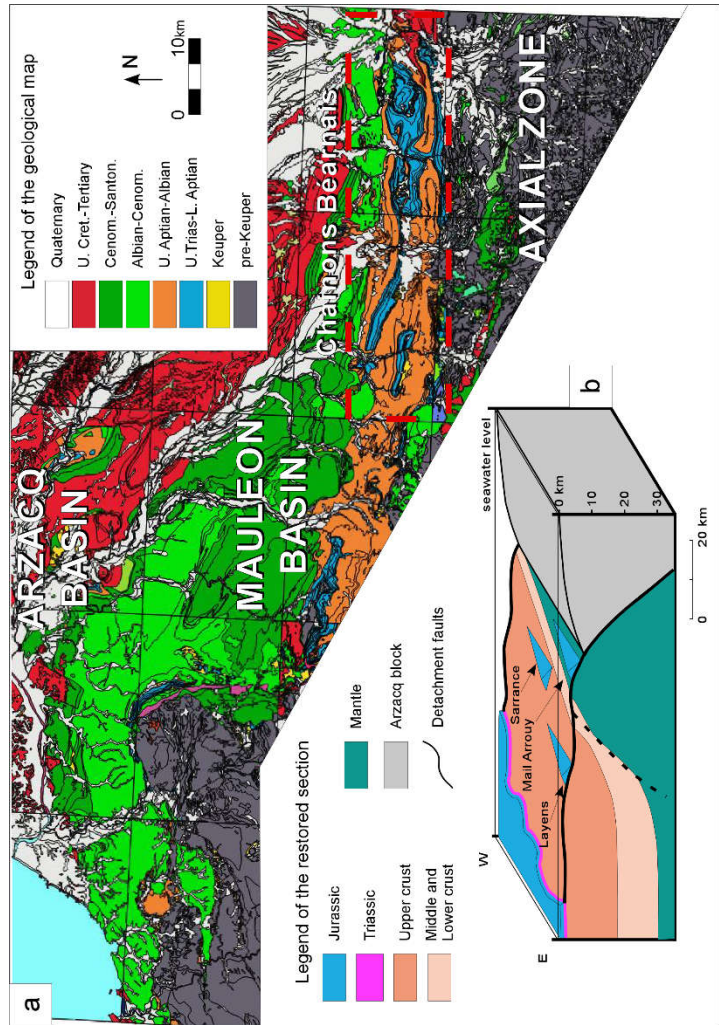 a
ARZACQ
BASIN
MAULEON
BASIN
Chaînons Béarnais
AXIAL ZONE
Legend of the geological map
Quaternary
U. Cret.-Tertiary
Cenom.-Santon.
Albian-Cenom.
U. Aptian-Albian
U.Trias-L. Aptian
Keuper
pre-Keuper
N
0
10km
Legend of the restored section
Jurassic
Triassic
Upper crust
Middle and
Lower crust
Mantle
Arzacq block
Detachment faults
b
W
E
Layens
Mail Arrouy
Sarrance
seawater level
0 km
-10
-20
-30
0
20 km